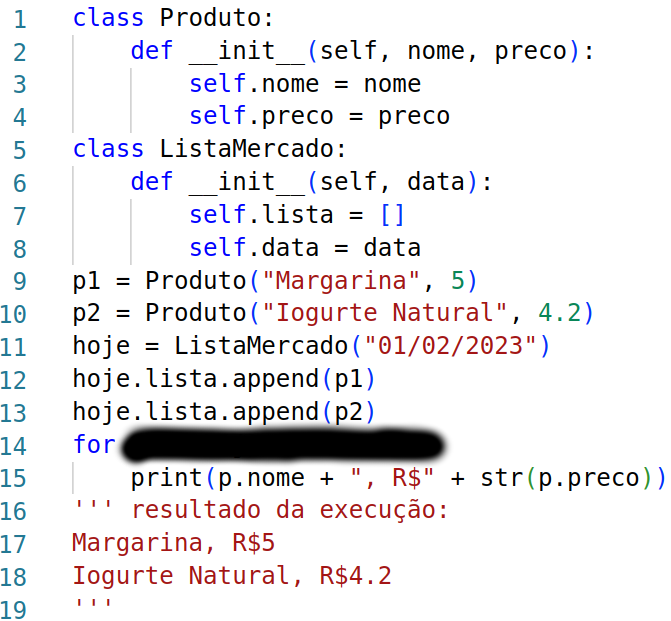 1 class Produto:
2     def __init__(self, nome, preco):
3         self.nome = nome
4         self.preco = preco
5 class ListaMercado:
6     def __init__(self, data):
7         self.lista = []
8         self.data = data
9 p1 = Produto("Margarina", 5)
10 p2 = Produto("Iogurte Natural", 4.2)
11 hoje = ListaMercado("01/02/2023")
12 hoje.lista.append(p1)
13 hoje.lista.append(p2)
14 for
15     print(p.nome + ", R$" + str(p.preco))
16 ''' resultado da execução:
17 Margarina, R$5
18 Iogurte Natural, R$4.2
19 '''